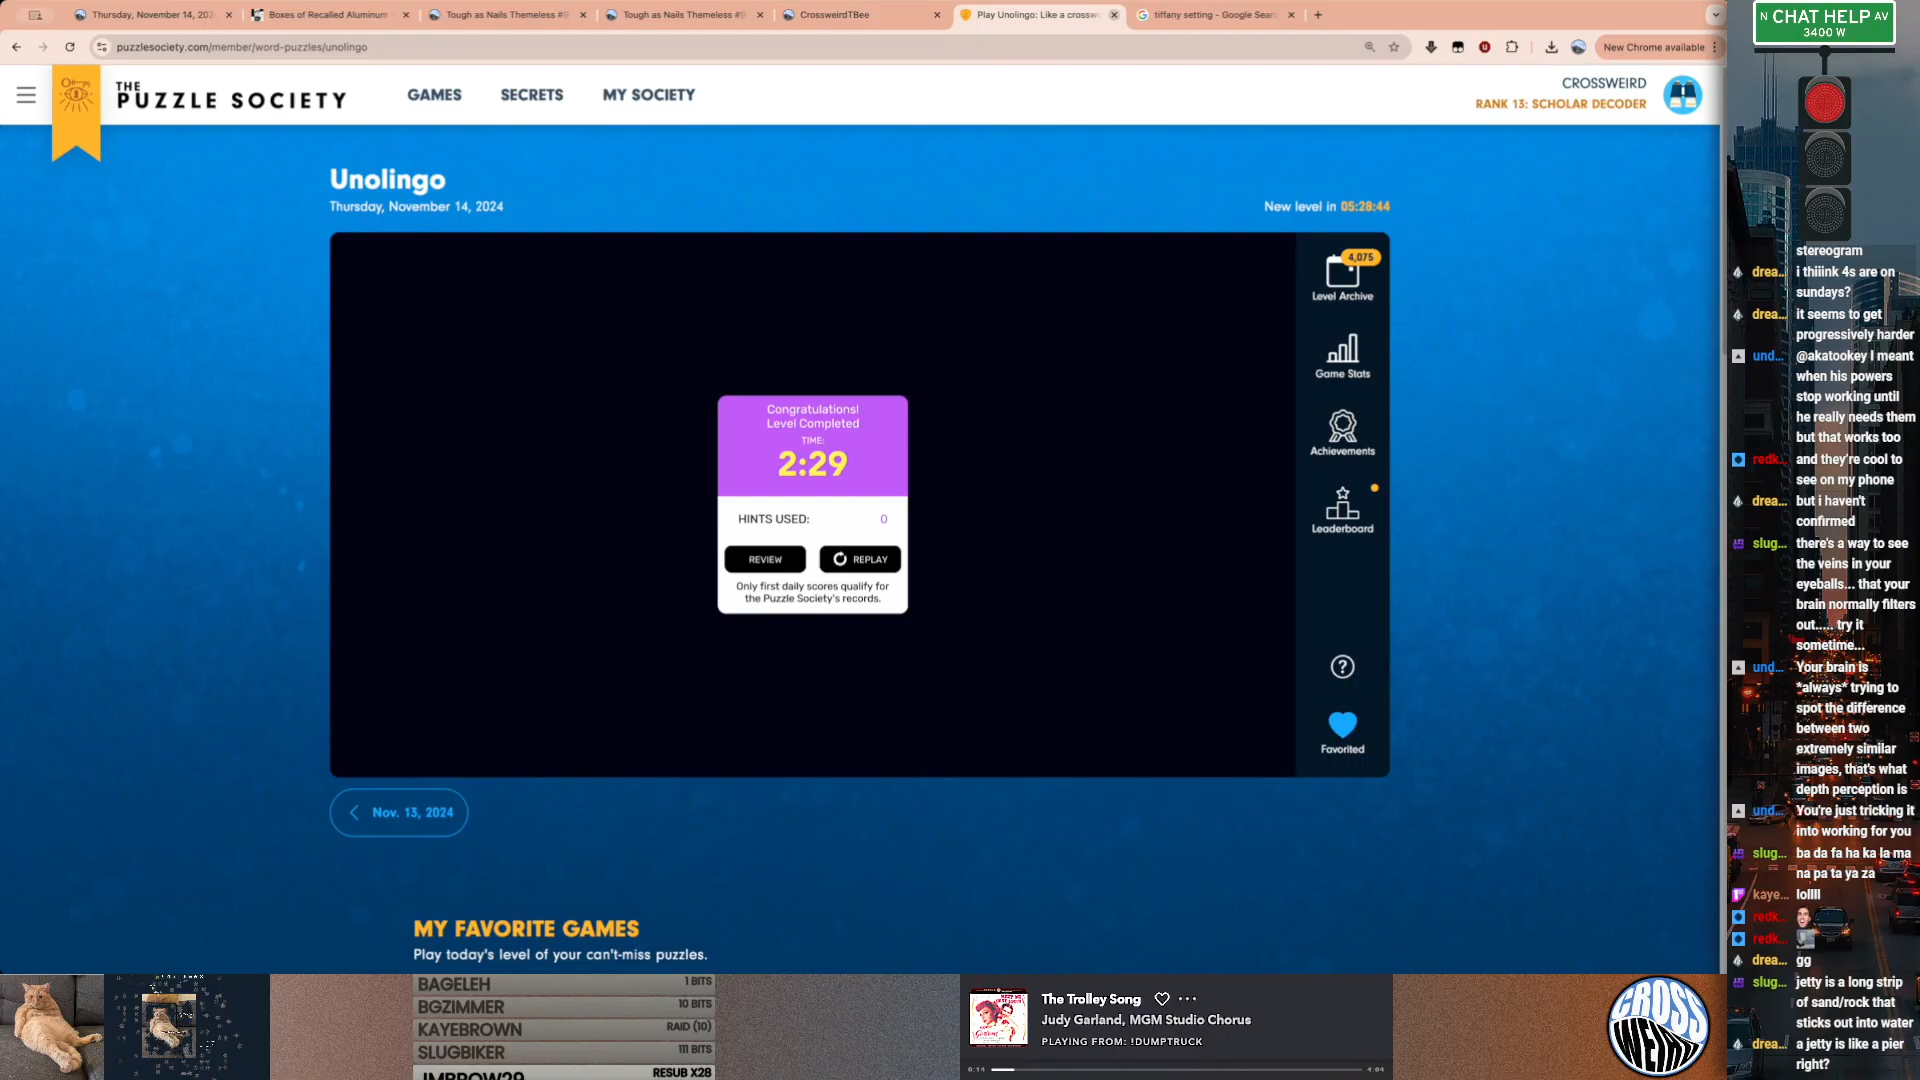 Thursday, November 14, 202
Boxes of Recalled Aluminum
Tough as Nails Themeless #
Tough as Nails Themeless #9
CrossweirdTBee
Play Unolingo: Like a crossw
tiffany setting - Google Sear
puzzlesociety.com/member/word-puzzles/unolingo
New Chrome available
THE
PUZZLE SOCIETY
GAMES
SECRETS
MY SOCIETY
CROSSWEIRD
RANK 13: SCHOLAR DECODER
Unolingo
Thursday, November 14, 2024
New level in 05:28:44
4,075
Level Archive
Game Stats
Achievements
Leaderboard
?
Favorited
Congratulations!
Level Completed
TIME:
2:29
HINTS USED: 0
REVIEW
REPLAY
Only first daily scores qualify for
the Puzzle Society's records.
Nov. 13, 2024
MY FAVORITE GAMES
Play today's level of your can't-miss puzzles.
BAGELEH 1 BITS
BGZIMMER 10 BITS
KAYEBROWN RAID (10)
SLUGBIKER 111 BITS
JMBROW29 RESUB X28
The Trolley Song
Judy Garland, MGM Studio Chorus
PLAYING FROM: !DUMPTRUCK
0:14
4:04
CROSS
WEIRD
N CHAT HELP AV
3400 W
stereogram
drea... i thiiink 4s are on
sundays?
drea... it seems to get
progressively harder
und... @akatookey I meant
when his powers
stop working until
he really needs them
but that works too
redk... and they're cool to
see on my phone
drea... but i haven't
confirmed
slug... there's a way to see
the veins in your
eyeballs... that your
brain normally filters
out..... try it
sometime...
und... Your brain is
*always* trying to
spot the difference
between two
extremely similar
images, that's what
depth perception is
und... You're just tricking it
into working for you
slug... ba da fa ha ka la ma
na pa ta ya za
kaye... lollll
redk...
redk...
drea... gg
slug... jetty is a long strip
of sand/rock that
sticks out into water
drea... a jetty is like a pier
right?